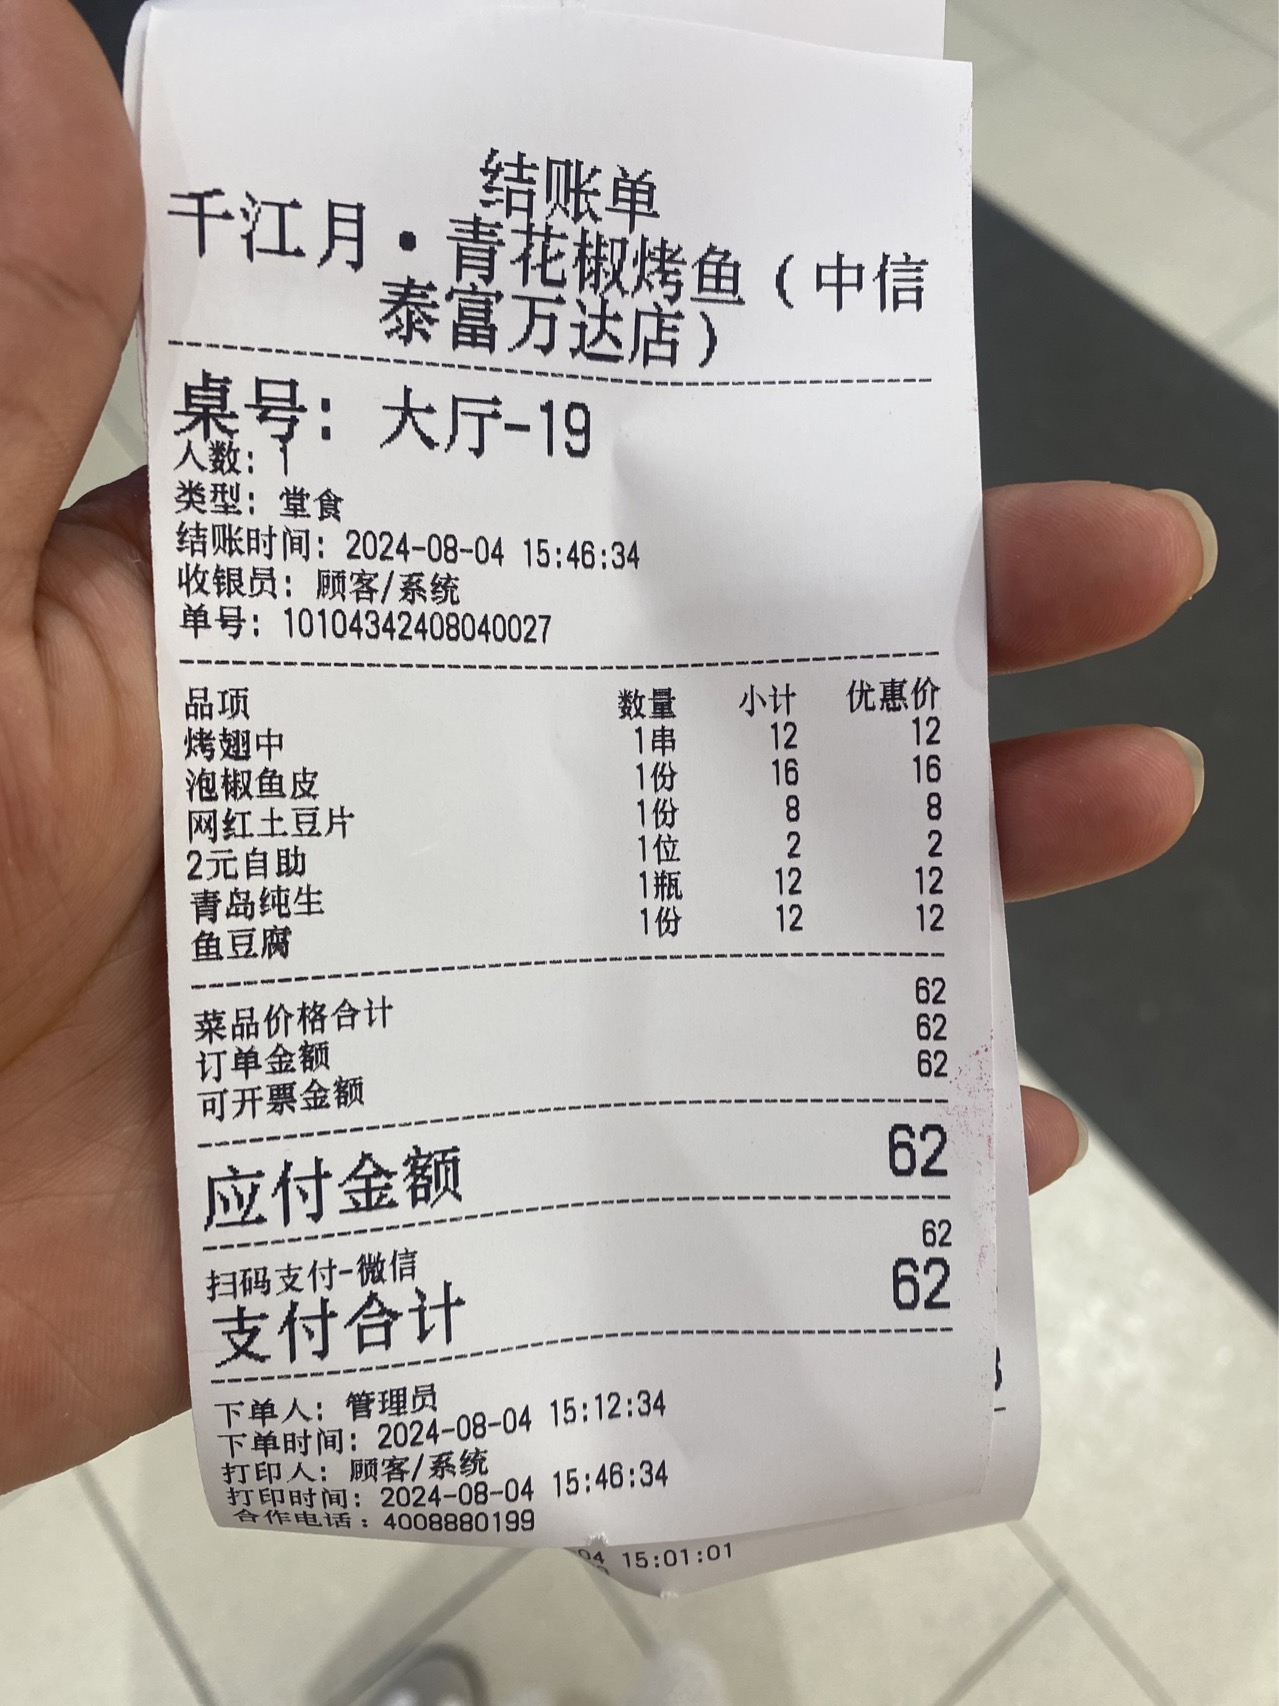 结账单
千江月·青花椒烤鱼（中信
泰富万达店）
桌号：大厅-19
人数：1
类型：堂食
结账时间：2024-08-04 15:46:34
收银员：顾客/系统
单号：10104342408040027
品项 数量 小计 优惠价
烤翅中 1串 12 12
泡椒鱼皮 1份 16 16
网红土豆片 1份 8 8
2元自助 1位 2 2
青岛纯生 1瓶 12 12
鱼豆腐 1份 12 12
菜品价格合计 62
订单金额 62
可开票金额 62
应付金额 62
扫码支付-微信 62
支付合计 62
下单人：管理员
下单时间：2024-08-04 15:12:34
打印人：顾客/系统
打印时间：2024-08-04 15:46:34
合作电话：4008880199
04 15:01:01